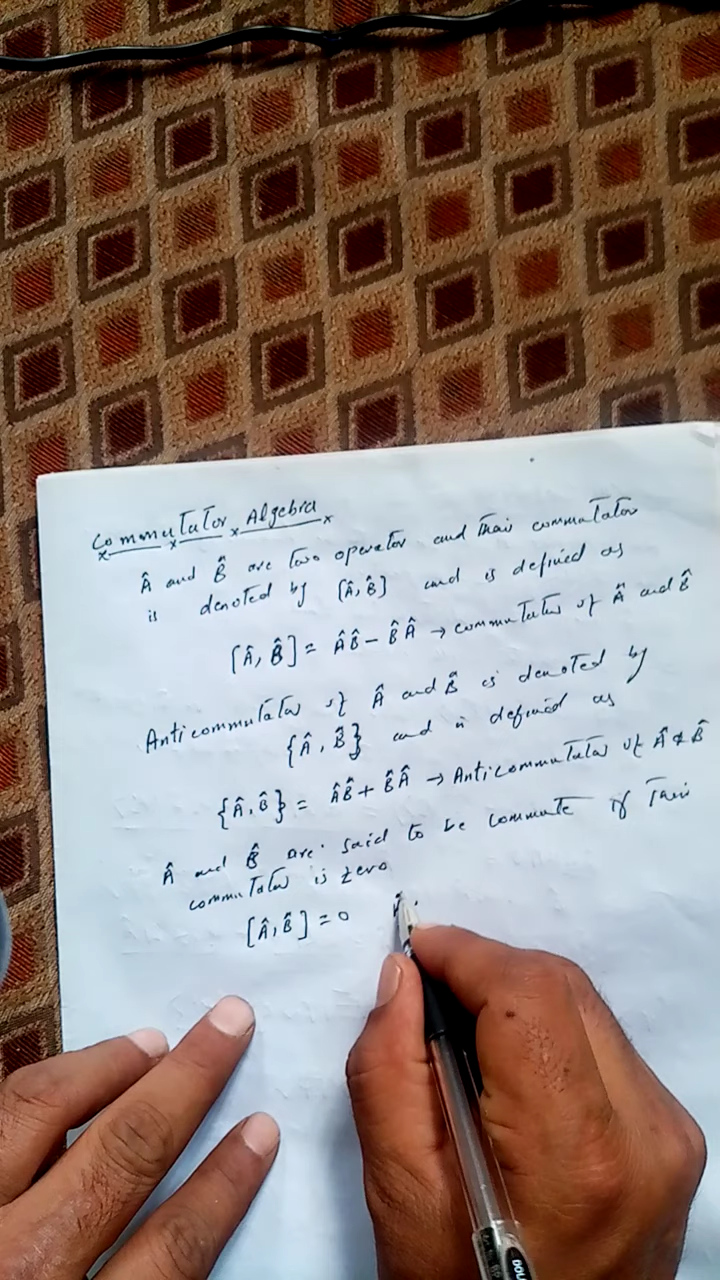 Commutator Algebra
Â and B̂ are two operator and their commutator
is denoted by [Â, B̂] and is defined as
[Â, B̂] = ÂB̂ - B̂Â → commutator of Â and B̂
Anticommutator of Â and B̂ is denoted by
{Â, B̂} and is defined as
{Â, B̂} = ÂB̂ + B̂Â → Anticommutator of Â & B̂
Â and B̂ are said to be commute if their
commutator is zero
[Â, B̂] = 0
DOLL